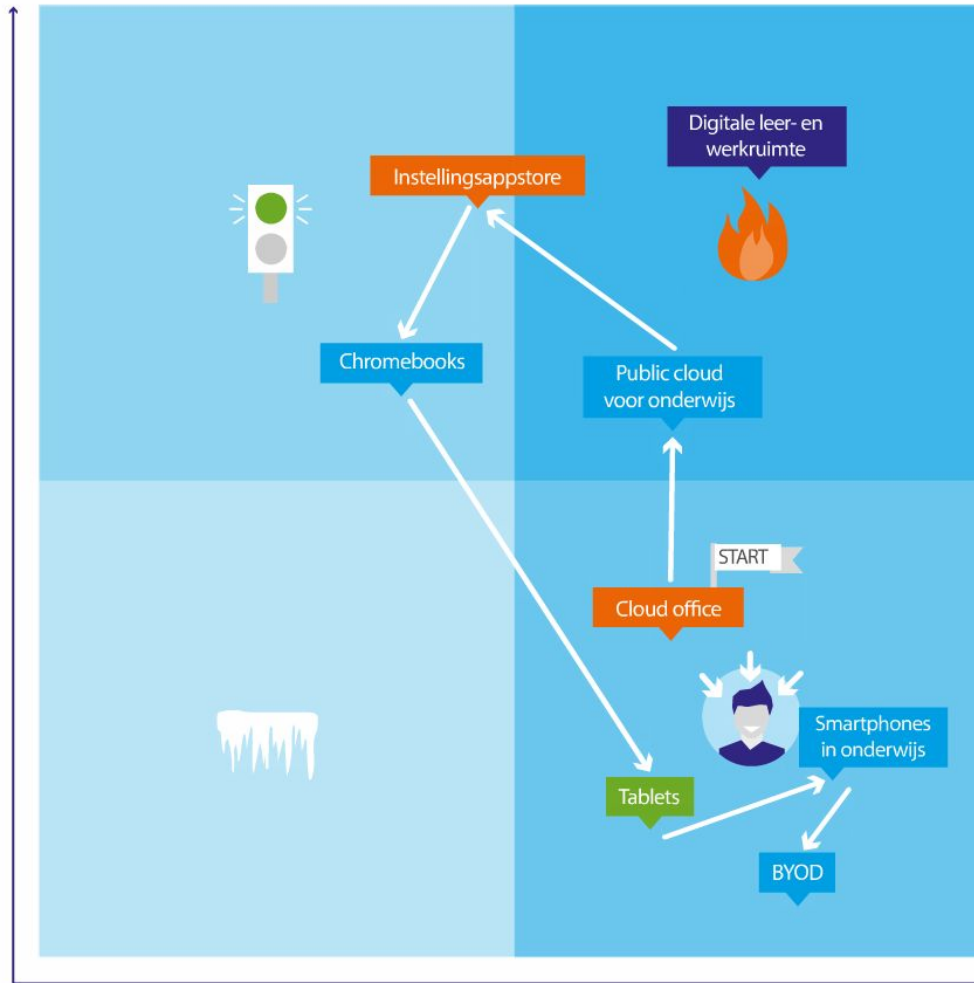 Digitale leer- en
werkruimte
Instellingsappstore
Chromebooks
Public cloud
voor onderwijs
START
Cloud office
Smartphones
in onderwijs
Tablets
BYOD